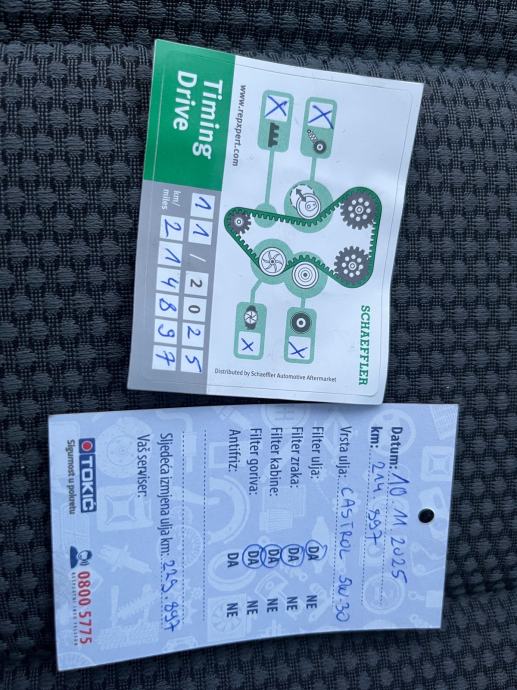 Timing
Drive
www.repxpert.com
X X
X X
SCHAEFFLER
Distributed by Schaeffler Automotive Aftermarket
11 / 2025
km/
miles
214897
Datum: 10 11 2025
km: 214 897
Vrsta ulja: CASTROL 5W30
Filter ulja: DA NE
Filter zraka: DA NE
Filter kabine: DA NE
Filter goriva: DA NE
Antifriz: DA NE
Sljedeća izmjena ulja km: 229.897
Vaš serviser:
TOKIĆ
Sigurnost u pokretu
0800 5775